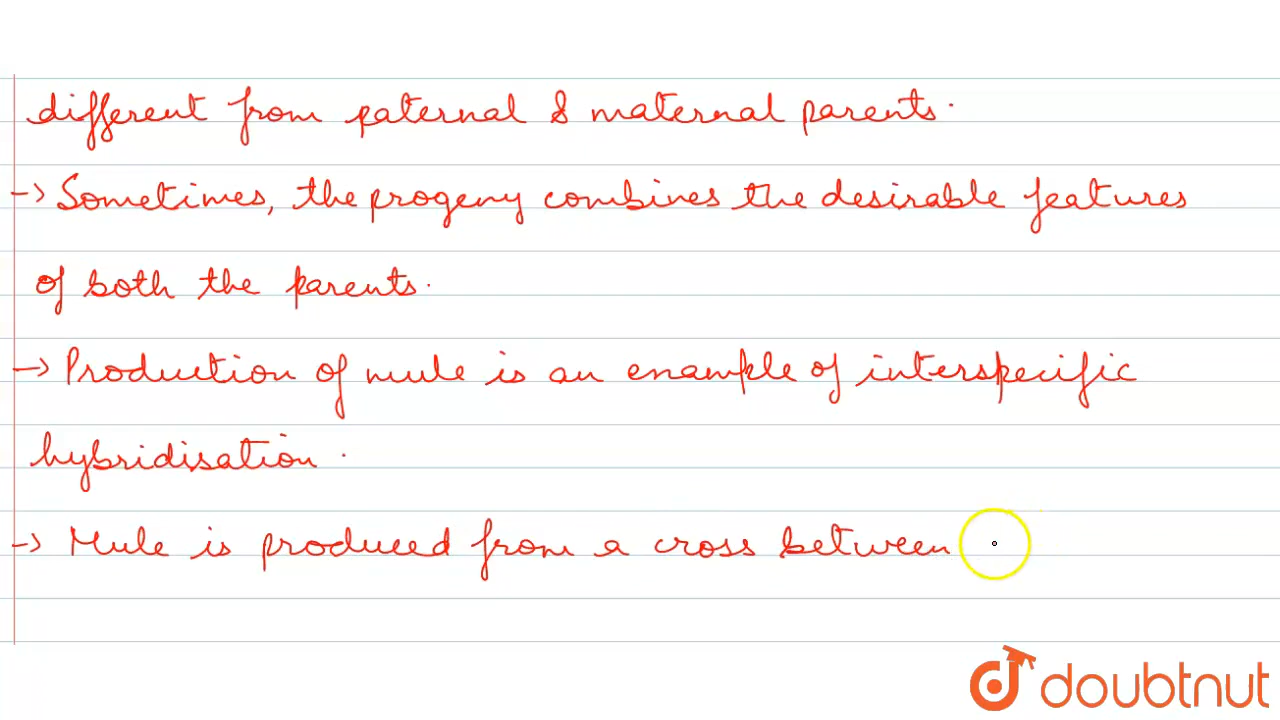 different from paternal & maternal parents.
→ Sometimes, the progeny combines the desirable features
of both the parents.
→ Production of mule is an example of interspecific
hybridisation.
→ Mule is produced from a cross between
doubtnut